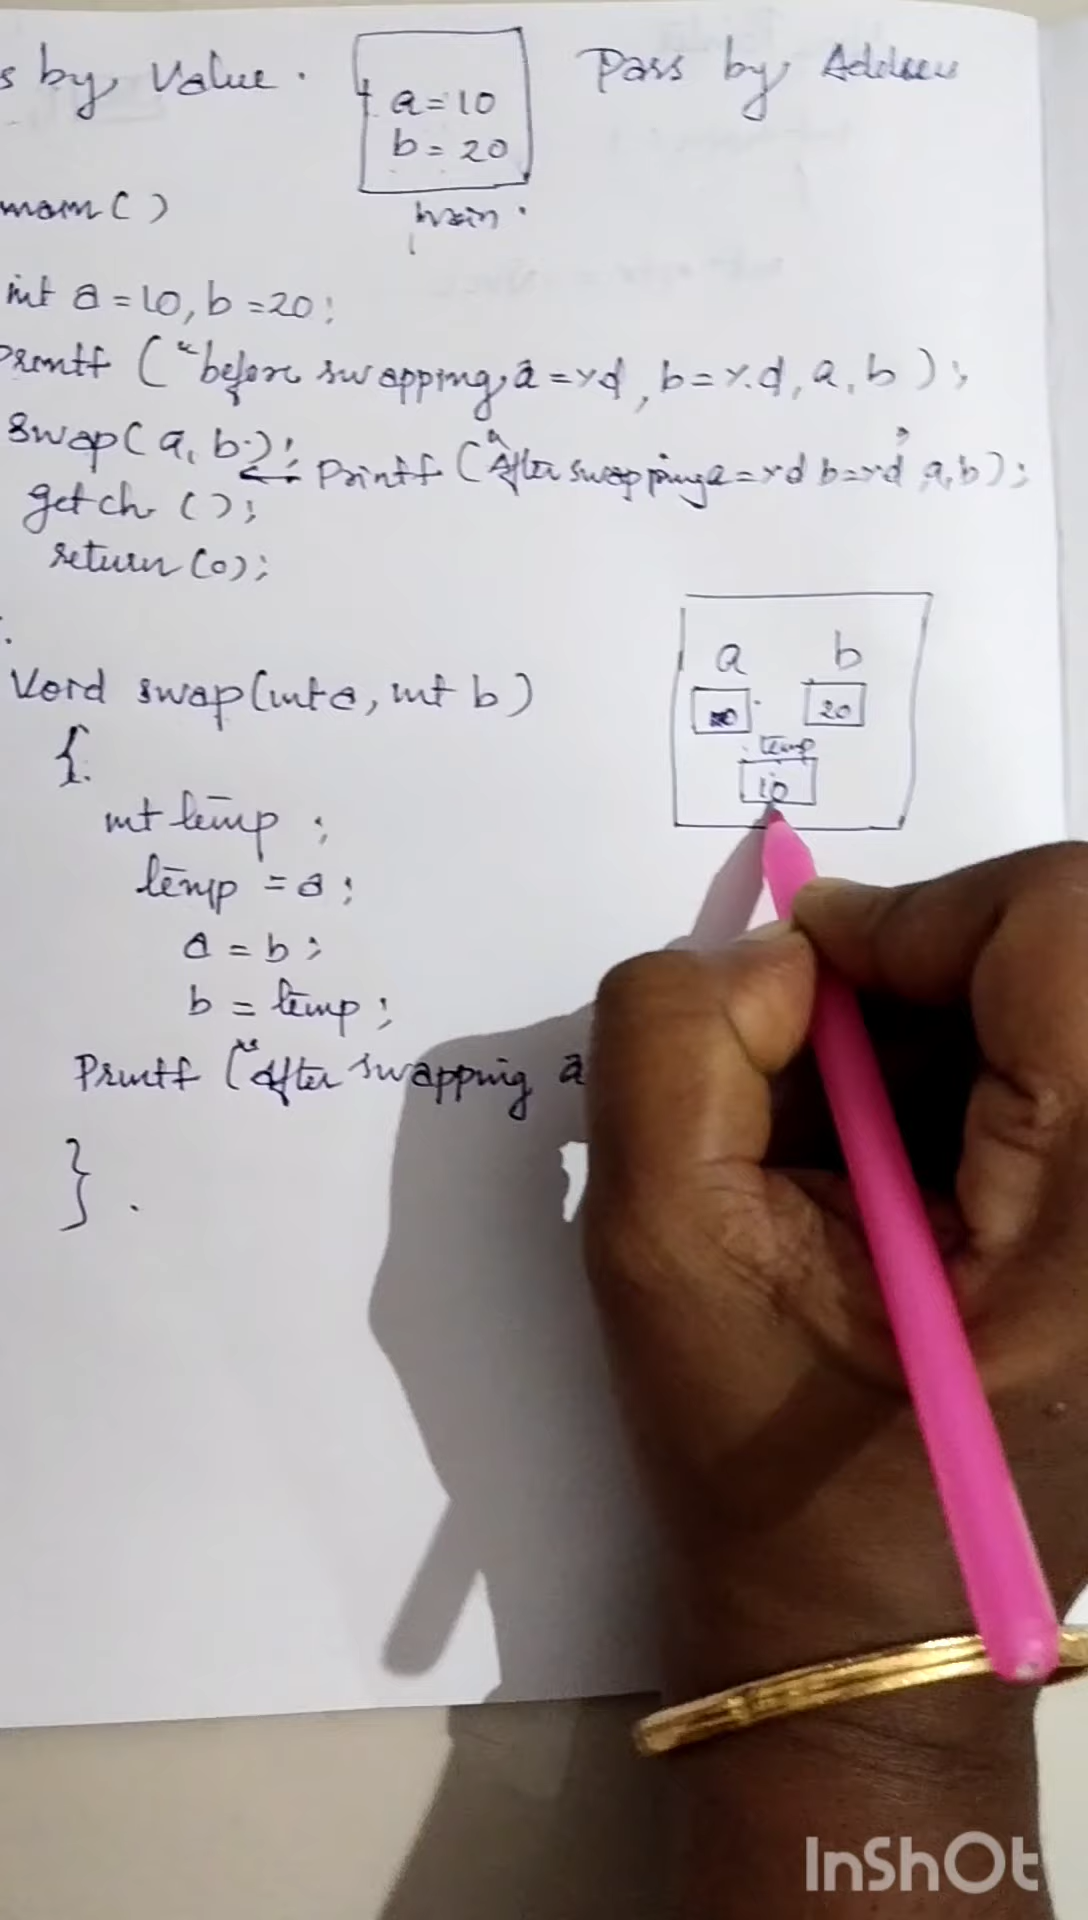 s by Value.
a = 10
b = 20
main.
Pass by Address
main ( )
int a = 10, b = 20;
Printf ("before swapping, a = %d, b = %.d, a, b );
Swap( a, b );
← Printf ("After swapping a = %d b = %d", a, b );
getch ( );
return (0);
Void swap(int a, int b)
{
int temp ;
temp = a ;
a = b ;
b = temp ;
Printf ("After swapping a
}.
a b
20
temp
10